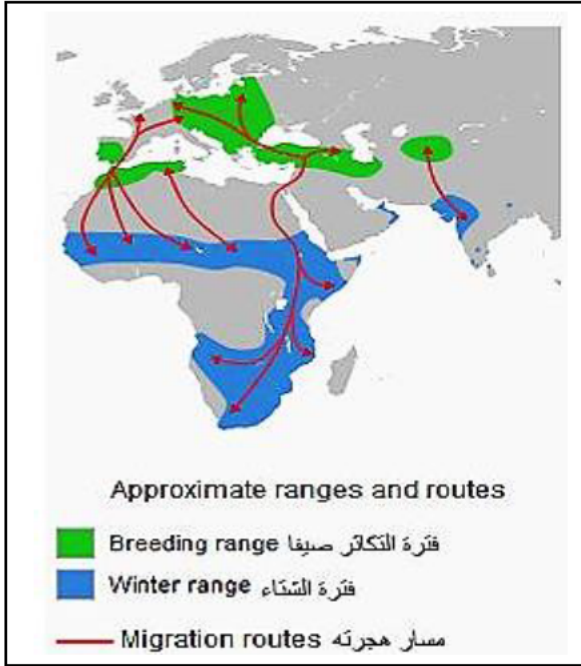 Approximate ranges and routes
Breeding range فترة التكاثر صيفا
Winter range فترة الشتاء
Migration routes مسار هجرته